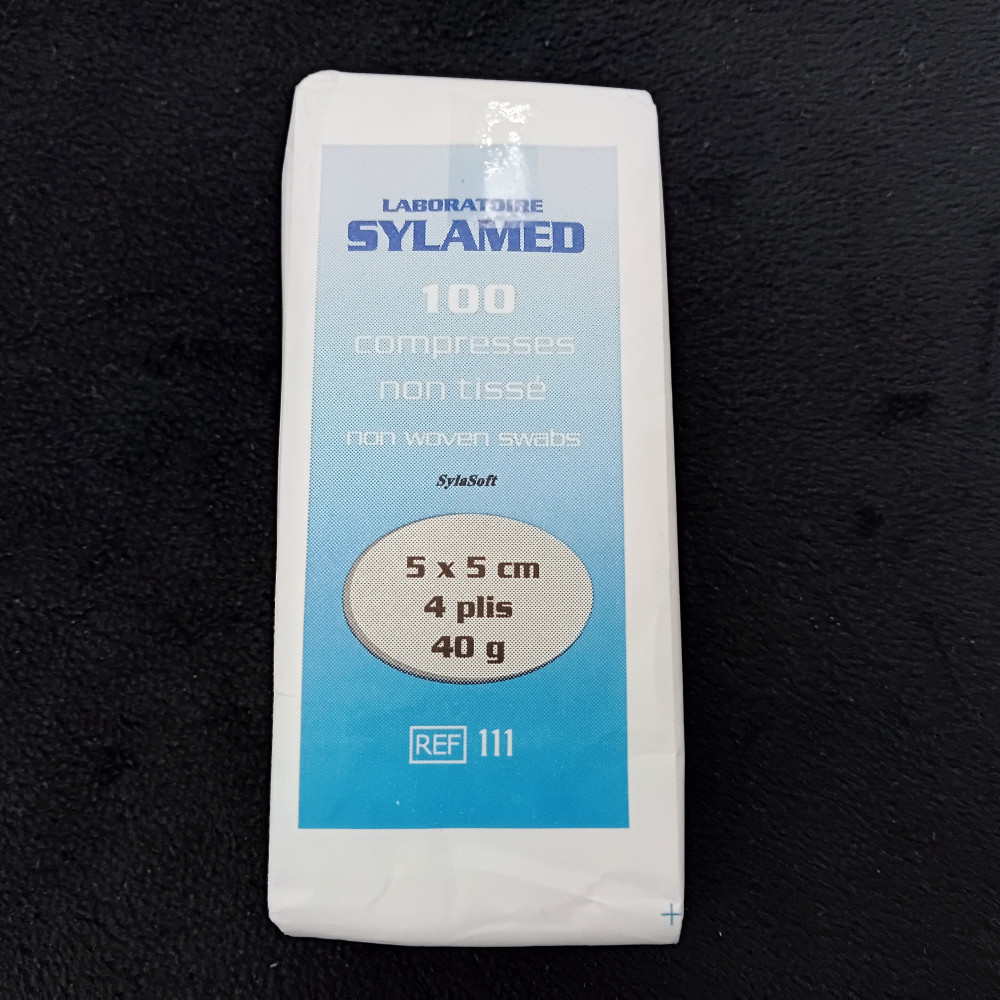 LABORATOIRE
SYLAMED
100
compresses
non tissé
non woven swabs
SylaSoft
5 x 5 cm
4 plis
40 g
REF 111